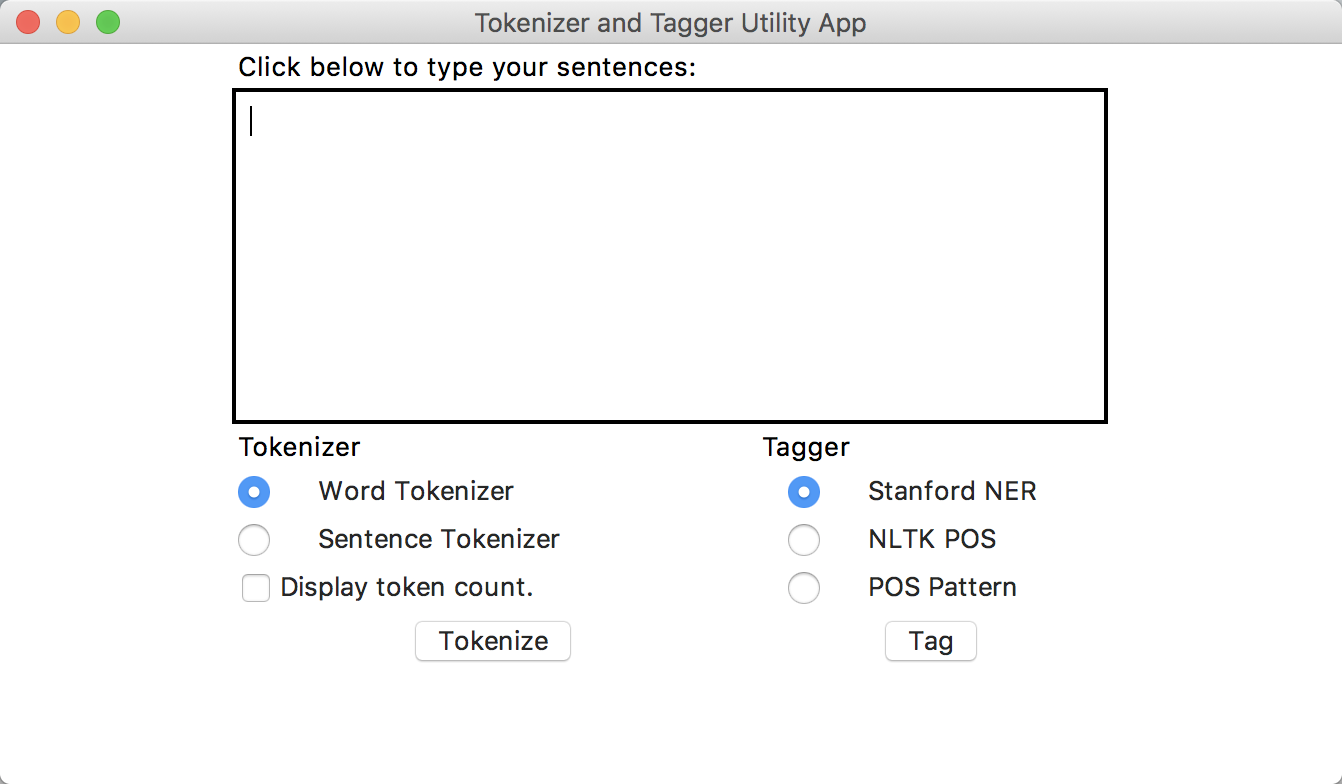 Tokenizer and Tagger Utility App
Click below to type your sentences:
Tokenizer
Word Tokenizer
Sentence Tokenizer
Display token count.
Tokenize
Tagger
Stanford NER
NLTK POS
POS Pattern
Tag